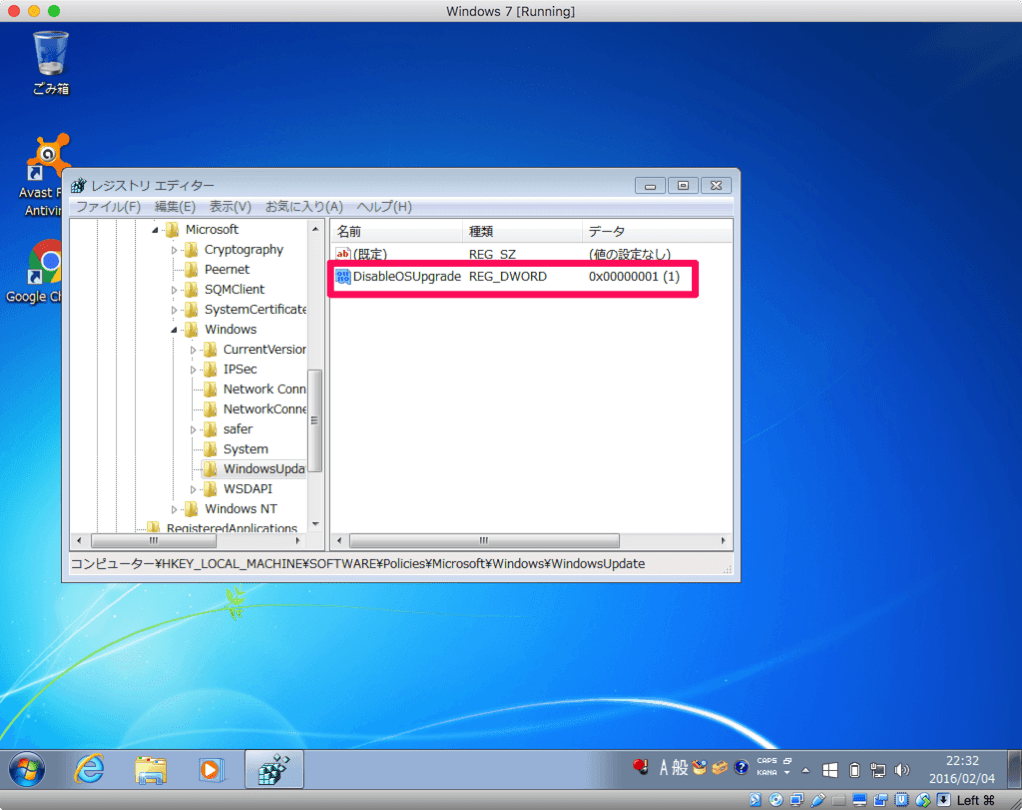 Windows 7 [Running]
ごみ箱
Avast F
Antivir
Google Ch
レジストリ エディター
ファイル(F) 編集(E) 表示(V) お気に入り(A) ヘルプ(H)
Microsoft
Cryptography
Peernet
SQMClient
SystemCertificate
Windows
CurrentVersion
IPSec
Network Conn
NetworkConne
safer
System
WindowsUpda
WSDAPI
Windows NT
RegisteredApplications
名前 種類 データ
ab (既定) REG_SZ (値の設定なし)
DisableOSUpgrade REG_DWORD 0x00000001 (1)
コンピューター¥HKEY_LOCAL_MACHINE¥SOFTWARE¥Policies¥Microsoft¥Windows¥WindowsUpdate
A 般
CAPS
KANA
22:32
2016/02/04
Left ⌘